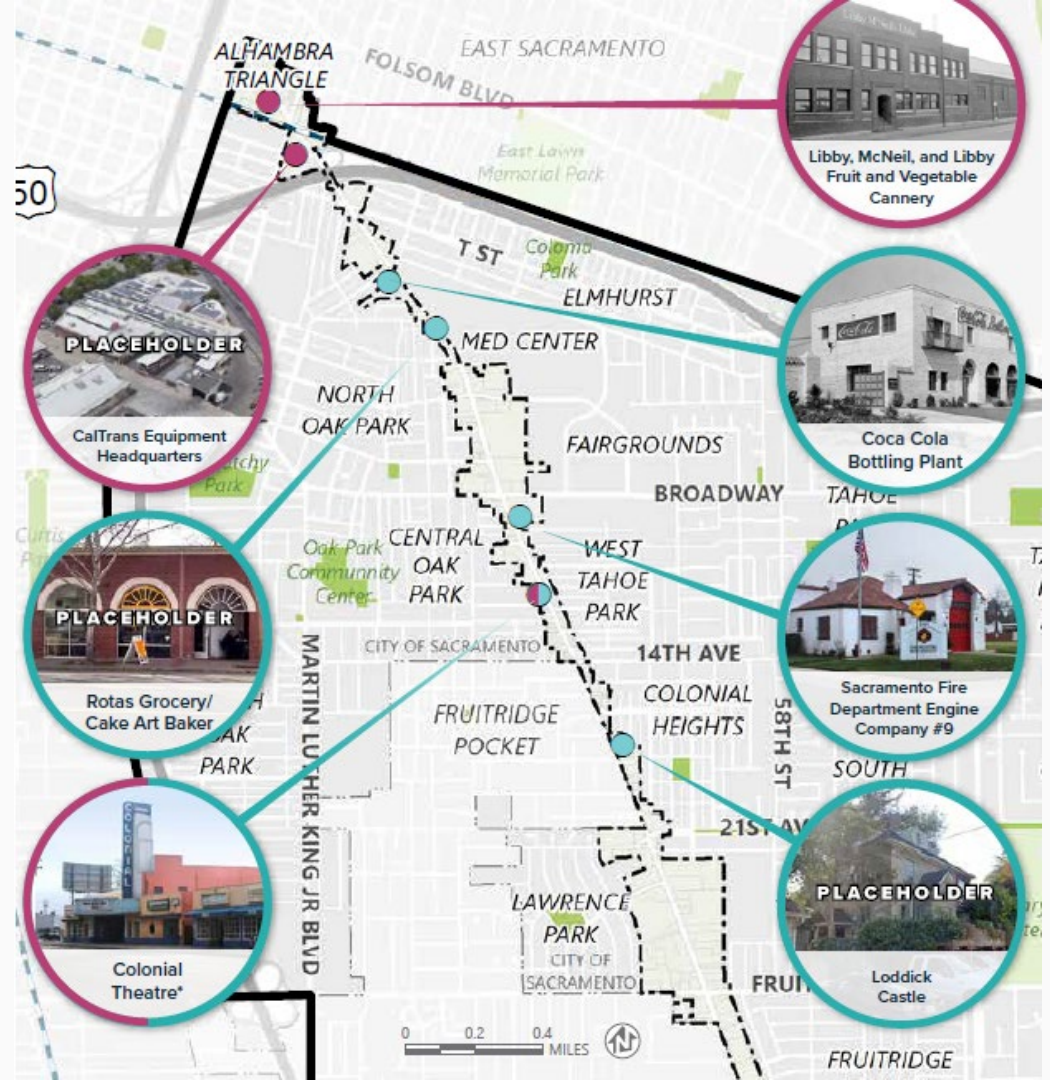 ALHAMBRA
TRIANGLE
EAST SACRAMENTO
FOLSOM BLVD
Libby, McNeil, and Libby
Fruit and Vegetable
Cannery
East Lawn
Memorial Park
50
T ST
Coloma
Park
ELMHURST
MED CENTER
PLACEHOLDER
CalTrans Equipment
Headquarters
Coca-Cola
Coca Cola
Bottling Plant
NORTH
OAK PARK
FAIRGROUNDS
Park
BROADWAY
TAHOE
CENTRAL
OAK
PARK
WEST
TAHOE
PARK
Oak Park
Community
Center
PLACEHOLDER
Rotas Grocery/
Cake Art Baker
OAK
PARK
CITY OF SACRAMENTO
14TH AVE
Sacramento Fire
Department Engine
Company #9
MARTIN LUTHER KING JR BLVD
FRUITRIDGE
POCKET
COLONIAL
HEIGHTS
58TH ST
SOUTH
COLONIAL
Colonial
Theatre*
21ST AV
PLACEHOLDER
Loddick
Castle
LAWRENCE
PARK
CITY OF
SACRAMENTO
FRUI
0 0.2 0.4
MILES
N
FRUITRIDGE